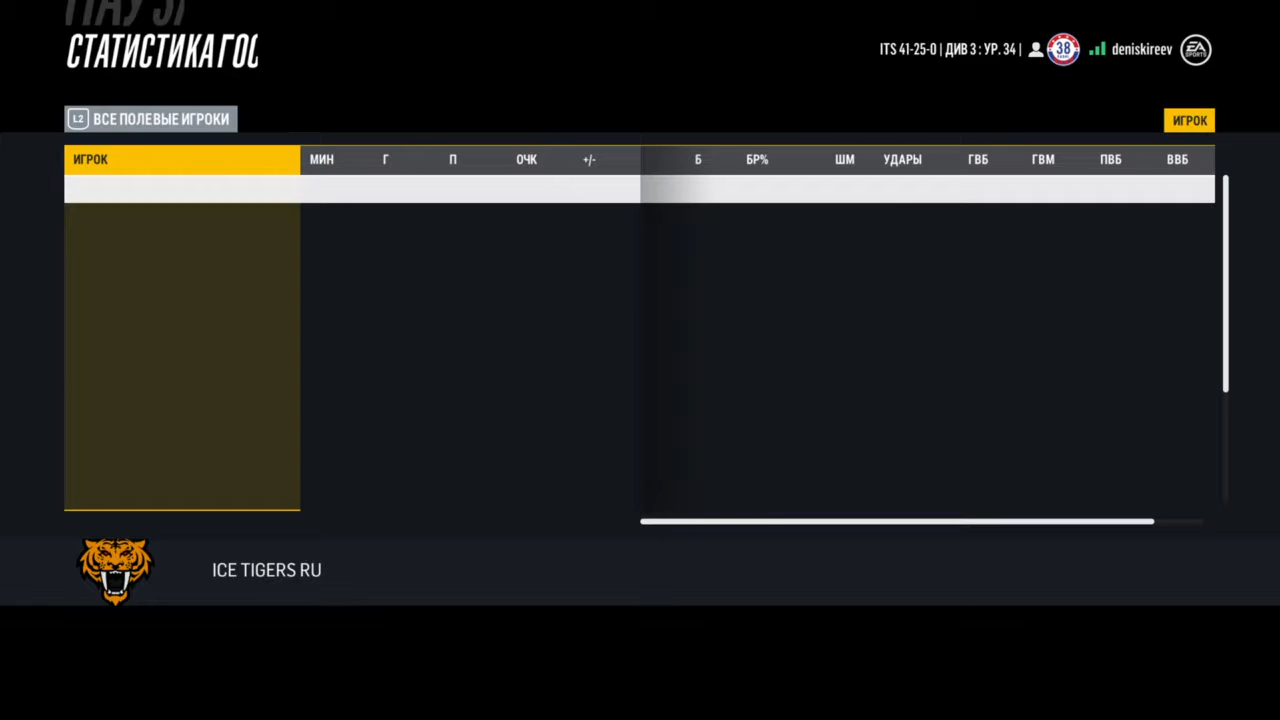 СТАТИСТИКА ГОС
ITS 41-25-0 | ДИВ 3 : УР. 34 | 38 deniskireev EA SPORTS
L2 ВСЕ ПОЛЕВЫЕ ИГРОКИ
ИГРОК
ИГРОК МИН Г П ОЧК +/- Б БР% ШМ УДАРЫ ГВБ ГВМ ПВБ ВВБ
ICE TIGERS RU